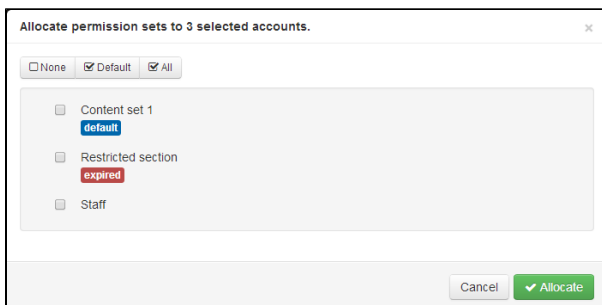 Allocate permission sets to 3 selected accounts. ×
None Default All
Content set 1
default
Restricted section
expired
Staff
Cancel Allocate